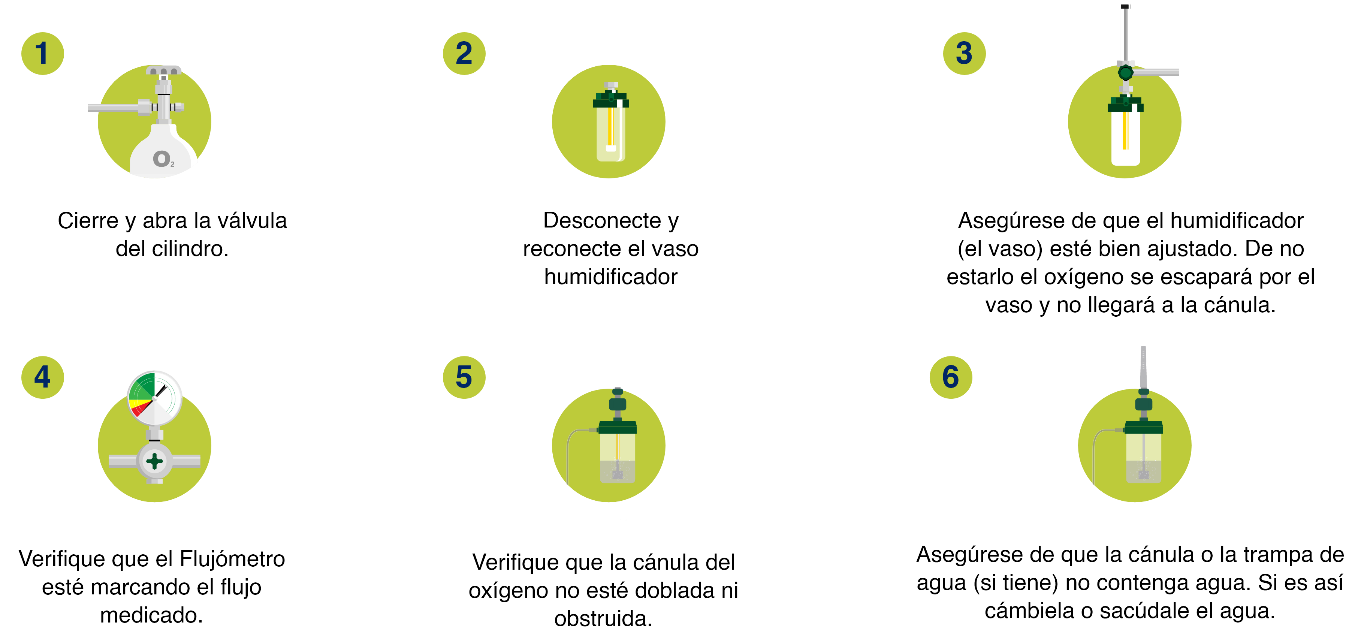 1
Cierre y abra la válvula
del cilindro.
2
Desconecte y
reconecte el vaso
humidificador
3
Asegúrese de que el humidificador
(el vaso) esté bien ajustado. De no
estarlo el oxígeno se escapará por el
vaso y no llegará a la cánula.
4
Verifique que el Flujómetro
esté marcando el flujo
medicado.
5
Verifique que la cánula del
oxígeno no esté doblada ni
obstruida.
6
Asegúrese de que la cánula o la trampa de
agua (si tiene) no contenga agua. Si es así
cámbiela o sacúdale el agua.
O2